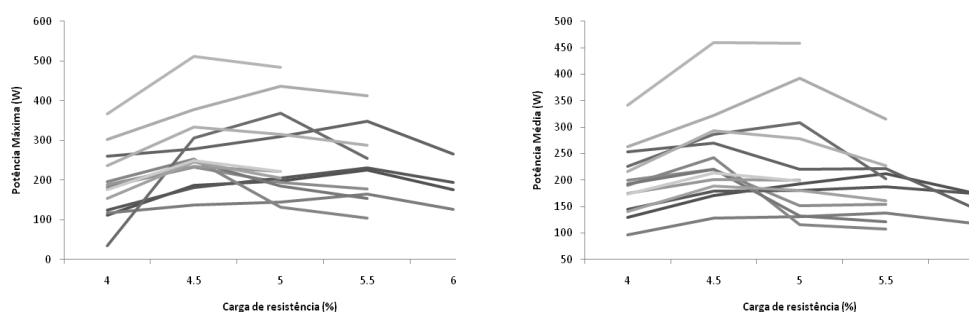 600
500
400
300
200
100
0
Potência Máxima (W)
4 4.5 5 5.5 6
Carga de resistência (%)
500
450
400
350
300
250
200
150
100
50
Potência Média (W)
4 4.5 5 5.5
Carga de resistência (%)